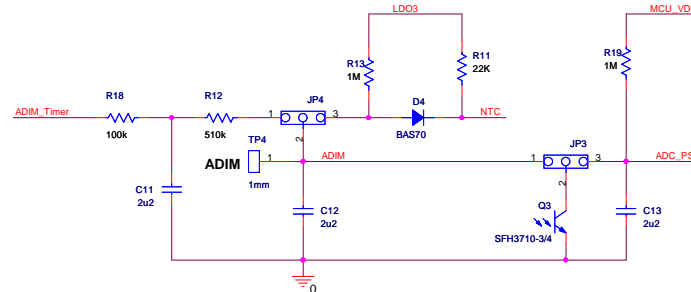 LDO3
MCU_VD
R13
1M
R11
22K
R19
1M
R18
R12
JP4
D4
ADIM_Timer
1
3
NTC
100k
510k
2
BAS70
TP4
JP3
ADIM
1
ADIM
1
3
ADC_PS
1mm
2
C11
2u2
C12
2u2
Q3
C13
2u2
SFH3710-3/4
0